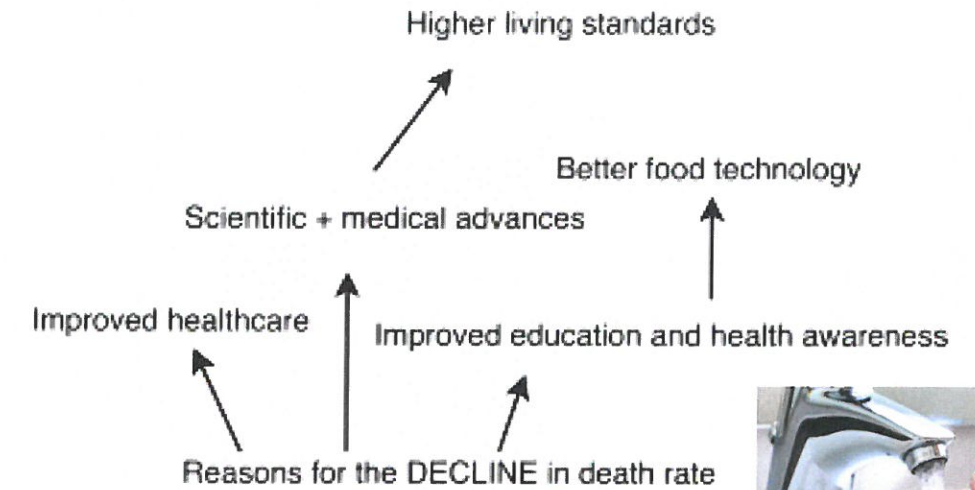 Higher living standards
Better food technology
Scientific + medical advances
Improved healthcare
Improved education and health awareness
Reasons for the DECLINE in death rate